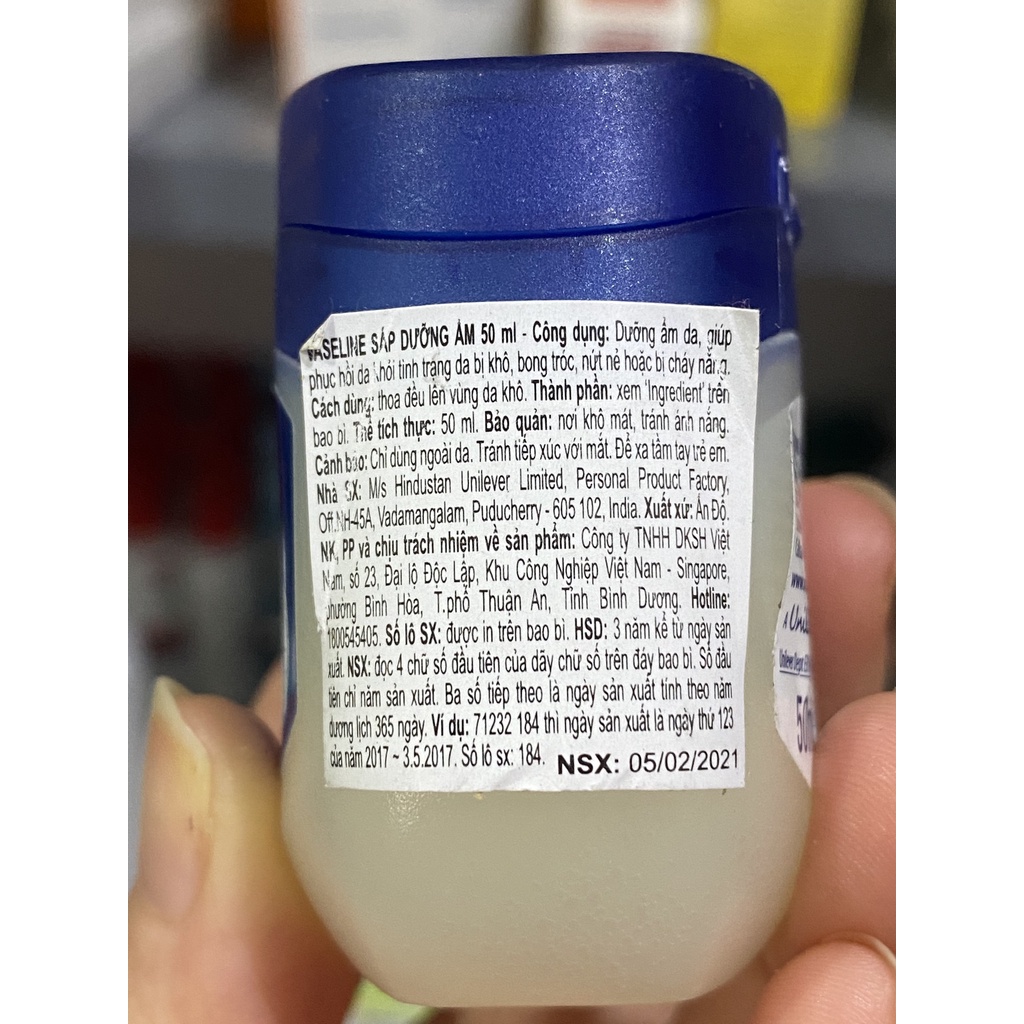 VASELINE SÁP DƯỠNG ẨM 50 ml - Công dụng: Dưỡng ẩm da, giúp
phục hồi da khỏi tình trạng da bị khô, bong tróc, nứt nẻ hoặc bị cháy nắng.
Cách dùng: thoa đều lên vùng da khô. Thành phần: xem 'Ingredient' trên
bao bì. Thể tích thực: 50 ml. Bảo quản: nơi khô mát, tránh ánh nắng.
Cảnh báo: Chỉ dùng ngoài da. Tránh tiếp xúc với mắt. Để xa tầm tay trẻ em.
Nhà SX: M/s Hindustan Unilever Limited, Personal Product Factory,
Off.NH-45A, Vadamangalam, Puducherry - 605 102, India. Xuất xứ: Ấn Độ.
NK, PP và chịu trách nhiệm về sản phẩm: Công ty TNHH DKSH Việt
Nam, số 23, Đại lộ Độc Lập, Khu Công Nghiệp Việt Nam - Singapore,
phường Bình Hòa, T.phố Thuận An, Tỉnh Bình Dương. Hotline:
1800545405. Số lô SX: được in trên bao bì. HSD: 3 năm kể từ ngày sản
xuất. NSX: đọc 4 chữ số đầu tiên của dãy chữ số trên đáy bao bì. Số đầu
tiên chỉ năm sản xuất. Ba số tiếp theo là ngày sản xuất tính theo năm
dương lịch 365 ngày. Ví dụ: 71232 184 thì ngày sản xuất là ngày thứ 123
của năm 2017 ~ 3.5.2017. Số lô sx: 184.
NSX: 05/02/2021